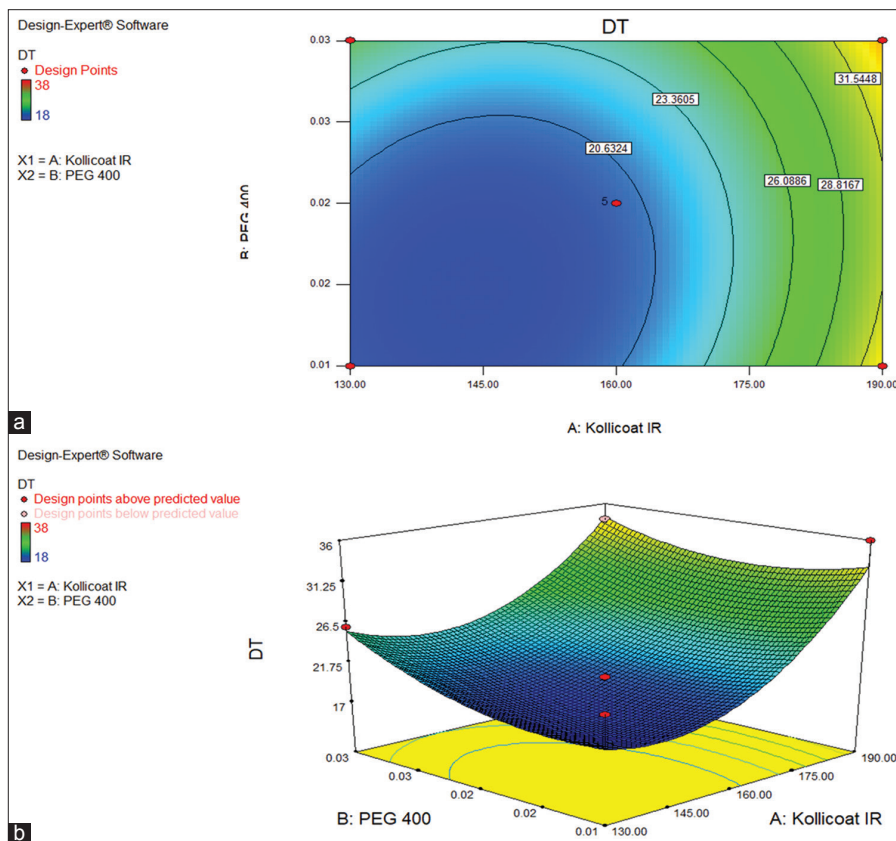 Design-Expert® Software
DT
Design Points
38
18
X1 = A: Kollicoat IR
X2 = B: PEG 400
DT
0.03
0.03
0.02
0.02
0.01
B: PEG 400
31.5448
23.3605
20.6324
26.0886
28.8167
5
130.00
145.00
160.00
175.00
190.00
A: Kollicoat IR
a
Design-Expert® Software
DT
Design points above predicted value
Design points below predicted value
38
18
X1 = A: Kollicoat IR
X2 = B: PEG 400
36
31.25
26.5
21.75
17
DT
0.03
0.03
0.02
0.02
0.01
B: PEG 400
190.00
175.00
160.00
145.00
130.00
A: Kollicoat IR
b